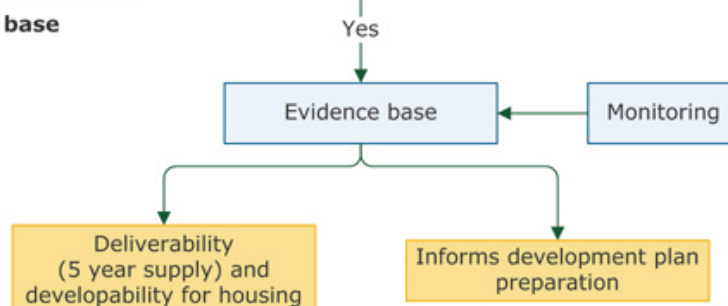 base
Yes
Evidence base
Monitoring
Deliverability
(5 year supply) and
developability for housing
Informs development plan
preparation